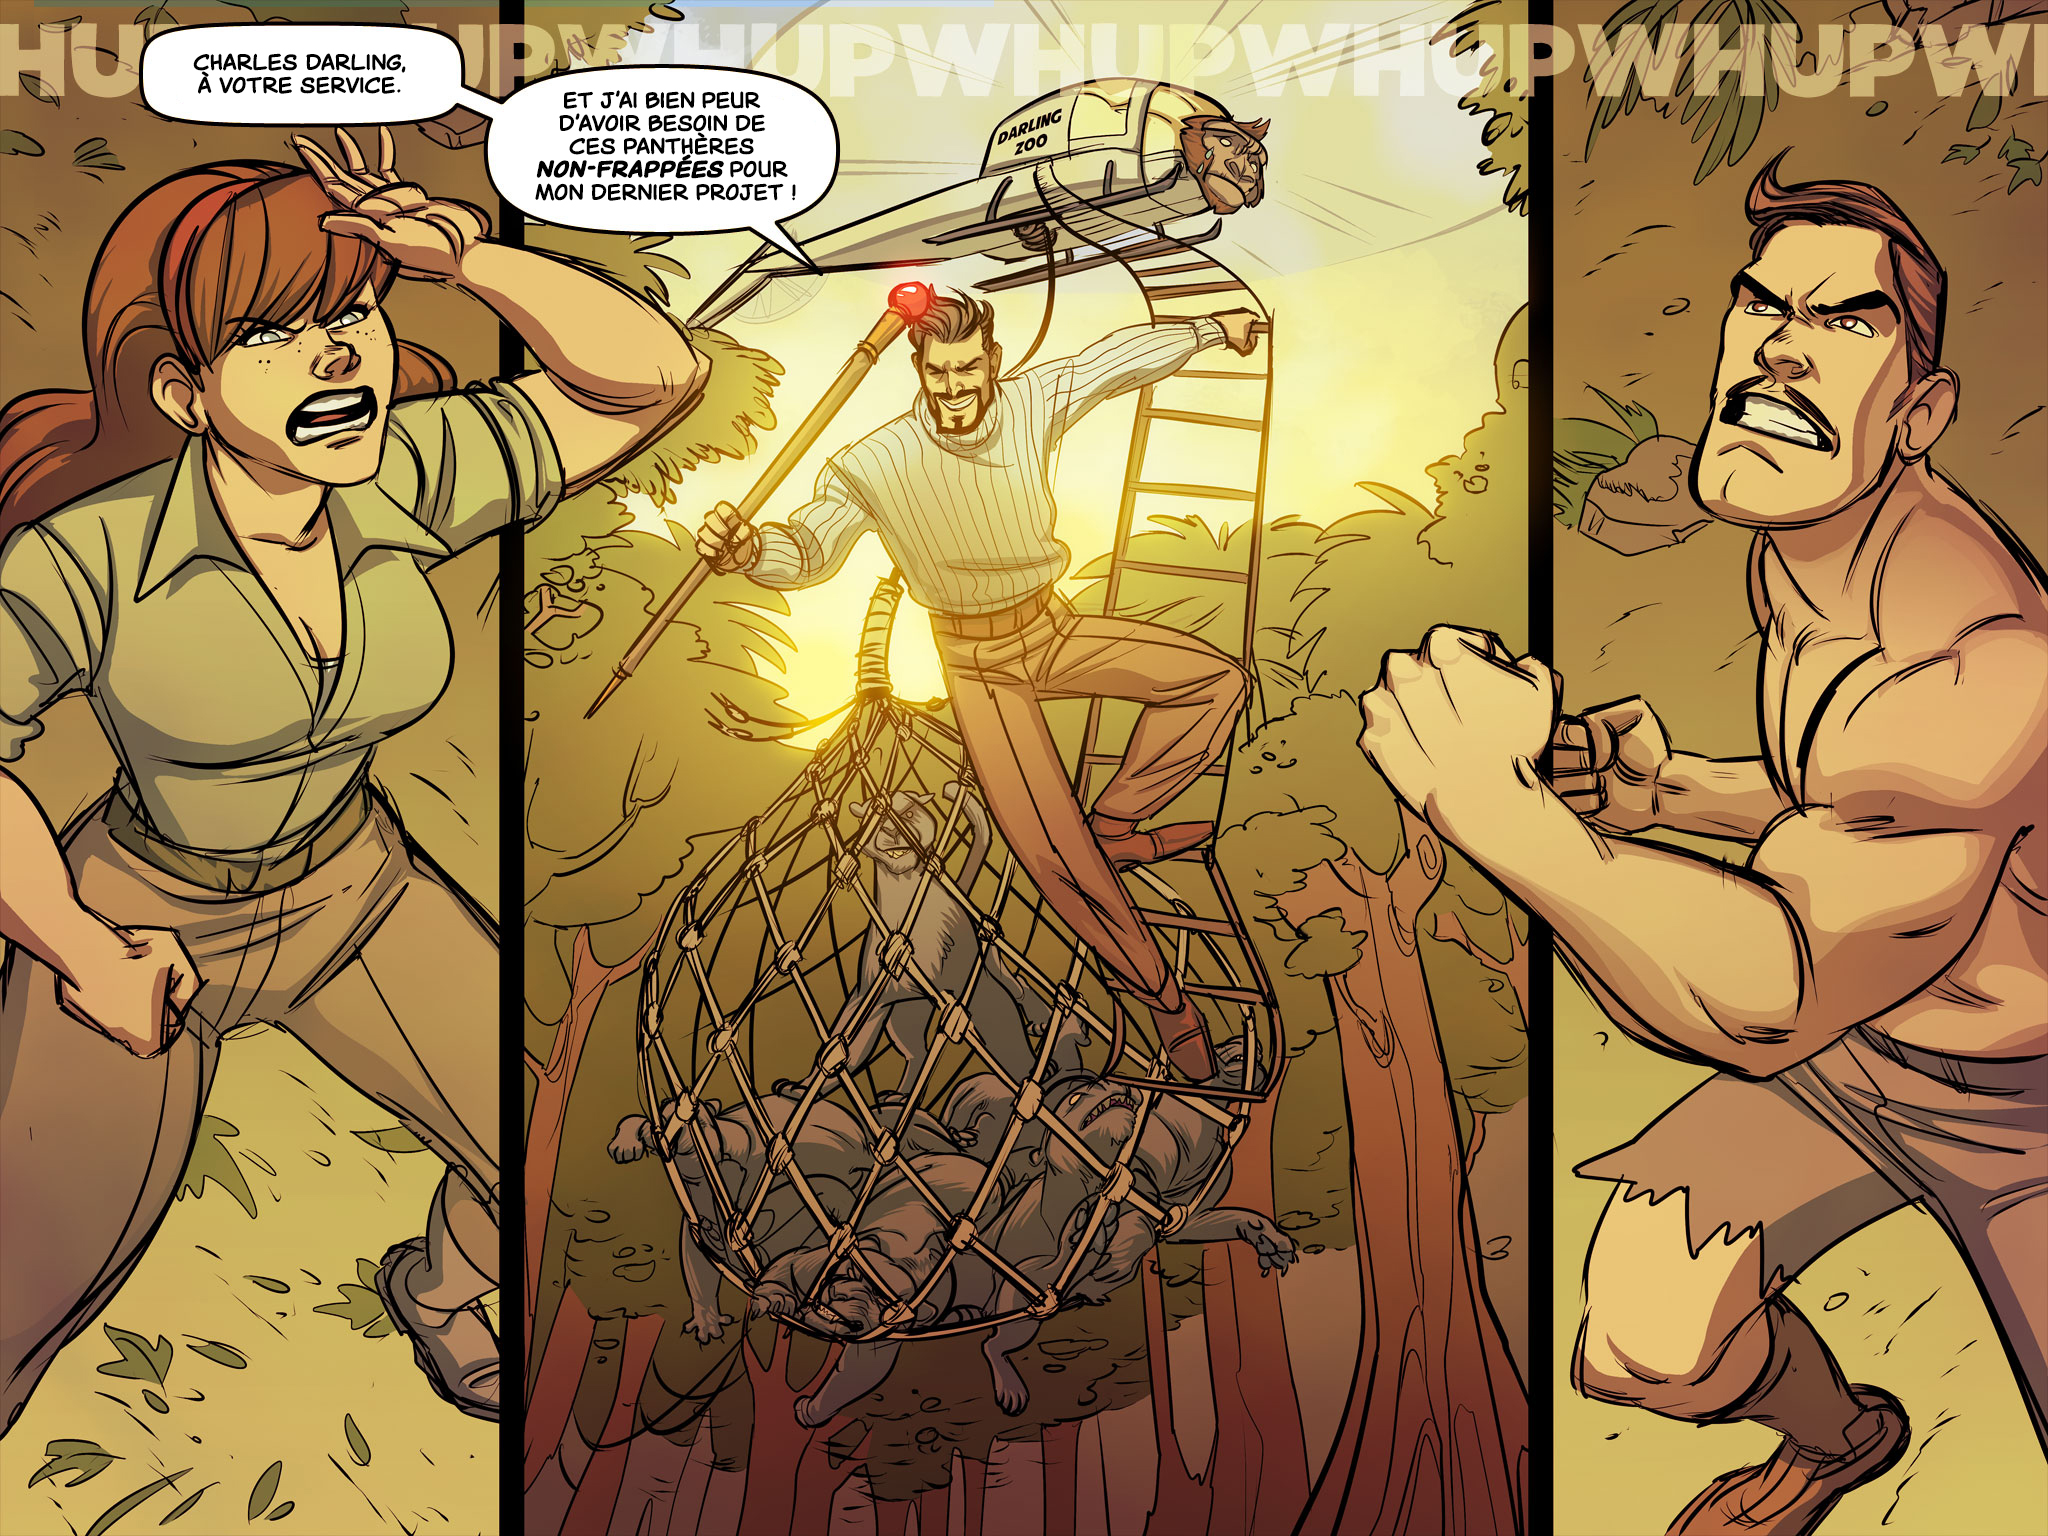 HUPWHUPWHUPWHUPWHUPWH
CHARLES DARLING,
À VOTRE SERVICE.
ET J'AI BIEN PEUR
D'AVOIR BESOIN DE
CES PANTHÈRES
NON-FRAPPÉES POUR
MON DERNIER PROJET !
DARLING
ZOO